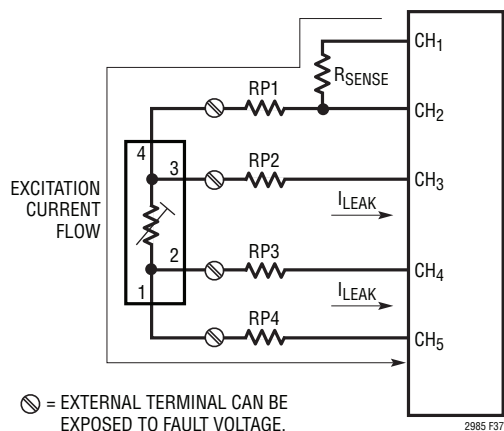 CH1
RSENSE
RP1
CH2
4
3
RP2
CH3
EXCITATION
CURRENT
FLOW
ILEAK
2
RP3
CH4
1
ILEAK
RP4
CH5
= EXTERNAL TERMINAL CAN BE
EXPOSED TO FAULT VOLTAGE.
2985 F37